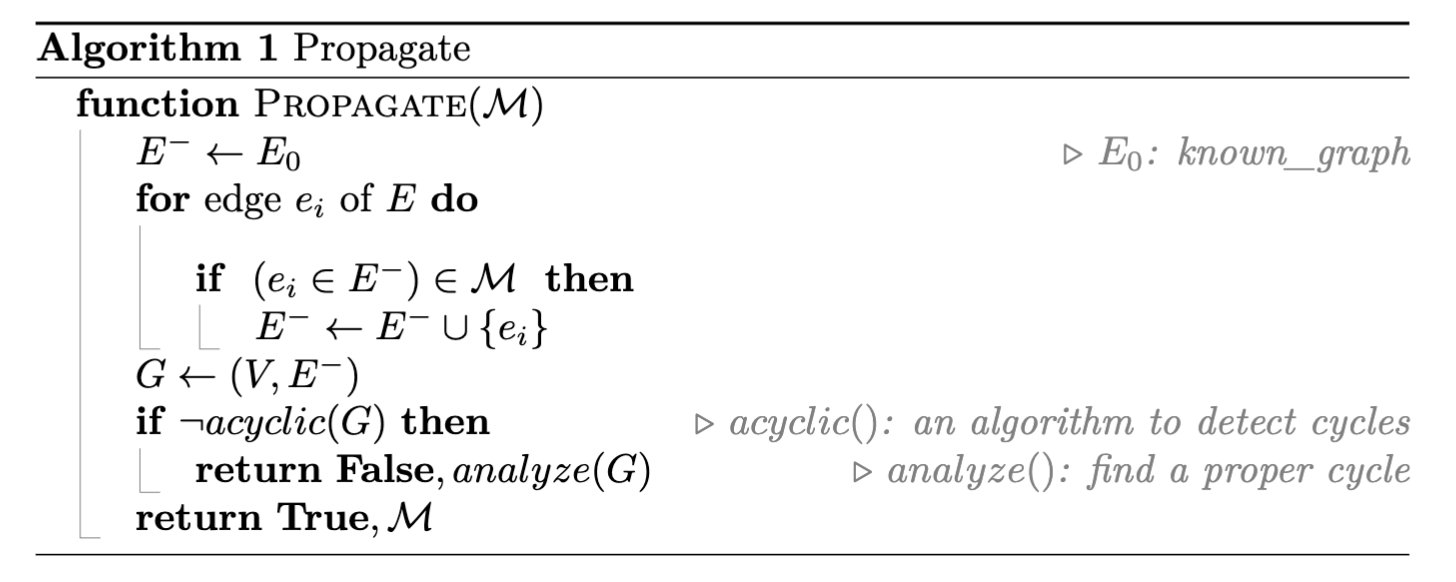 Algorithm 1 Propagate
function PROPAGATE(ℳ)
E⁻ ← E₀ ▷ E₀: known_graph
for edge eᵢ of E do
if (eᵢ ∈ E⁻) ∈ ℳ then
E⁻ ← E⁻ ∪ {eᵢ}
G ← (V, E⁻)
if ¬acyclic(G) then ▷ acyclic(): an algorithm to detect cycles
return False, analyze(G) ▷ analyze(): find a proper cycle
return True, ℳ